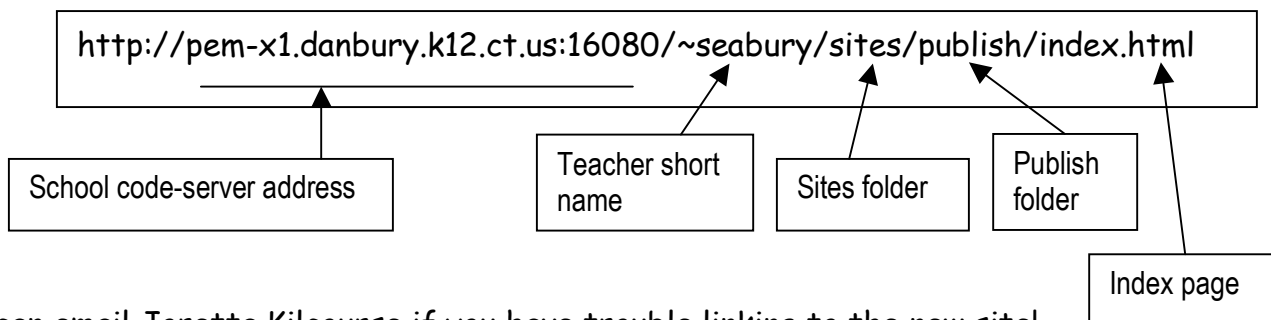 http://pem-x1.danbury.k12.ct.us:16080/~seabury/sites/publish/index.html
School code-server address
Teacher short
name
Sites folder
Publish
folder
Index page